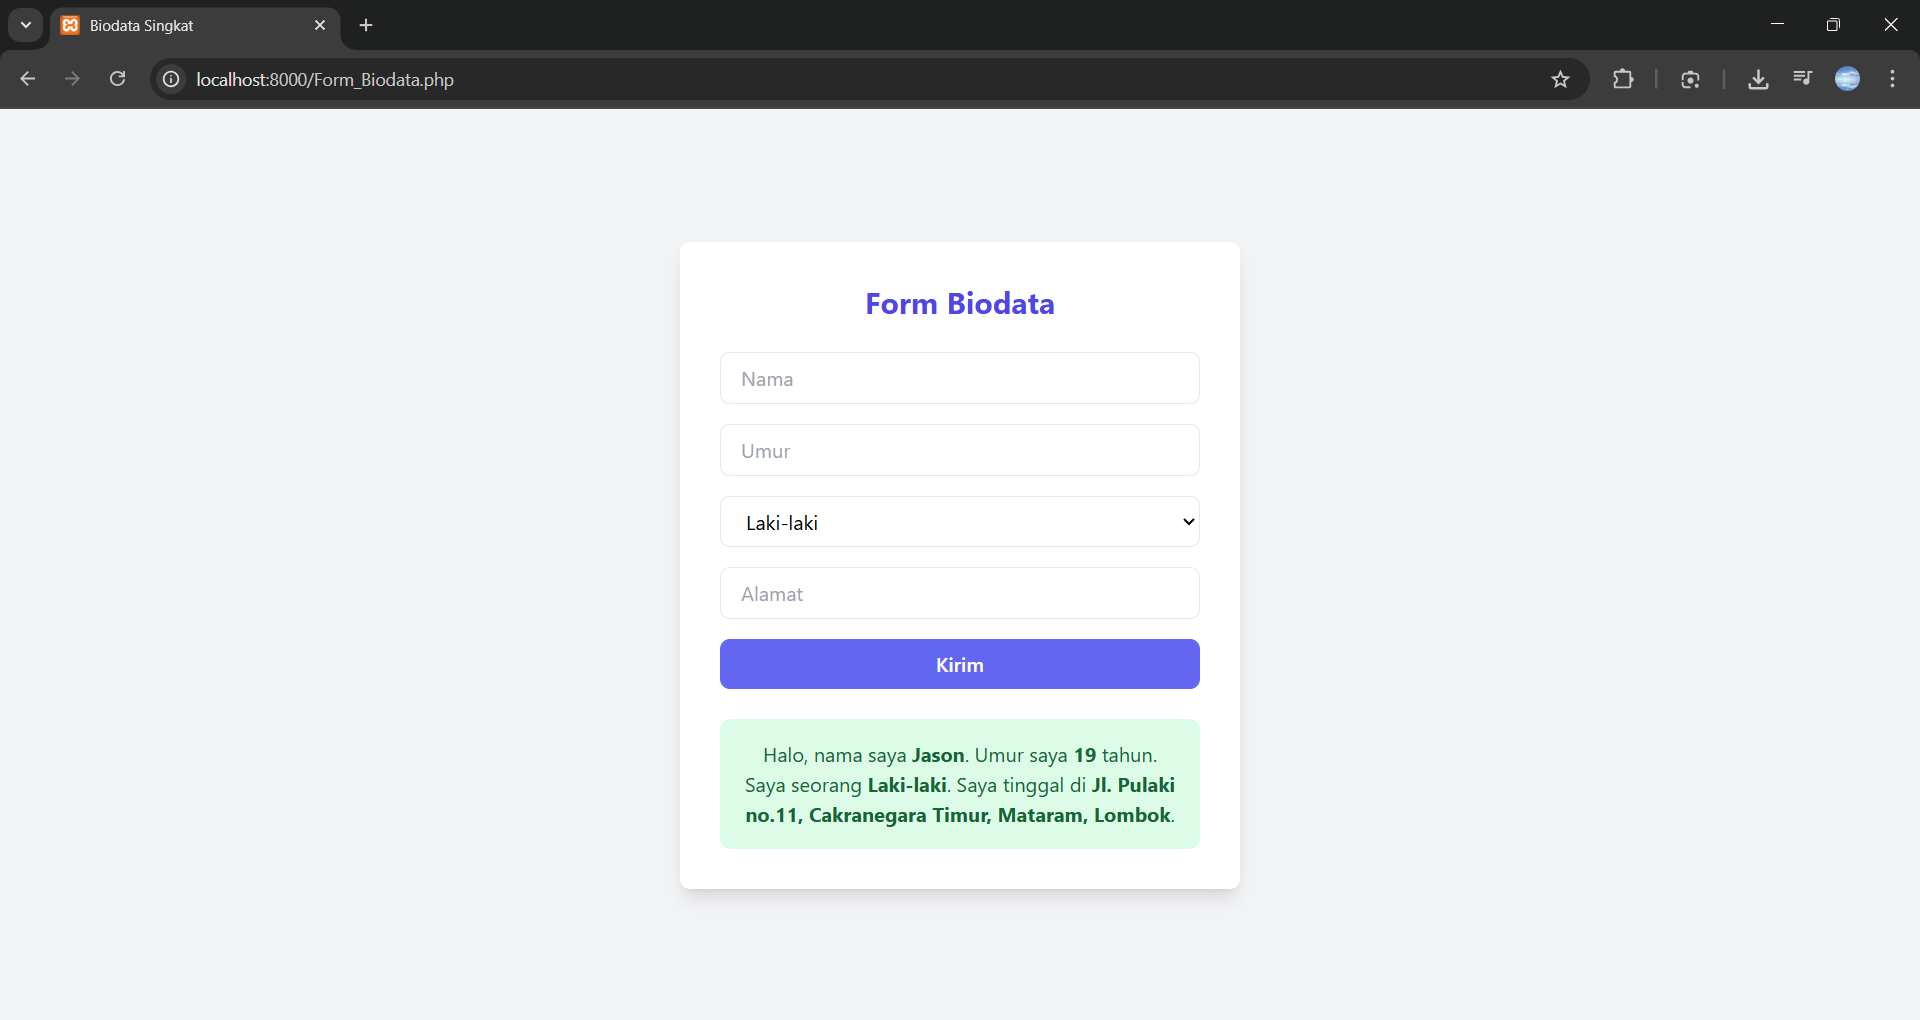 Biodata Singkat
localhost:8000/Form_Biodata.php
Form Biodata
Nama
Umur
Laki-laki
Alamat
Kirim
Halo, nama saya Jason. Umur saya 19 tahun.
Saya seorang Laki-laki. Saya tinggal di Jl. Pulaki
no.11, Cakranegara Timur, Mataram, Lombok.